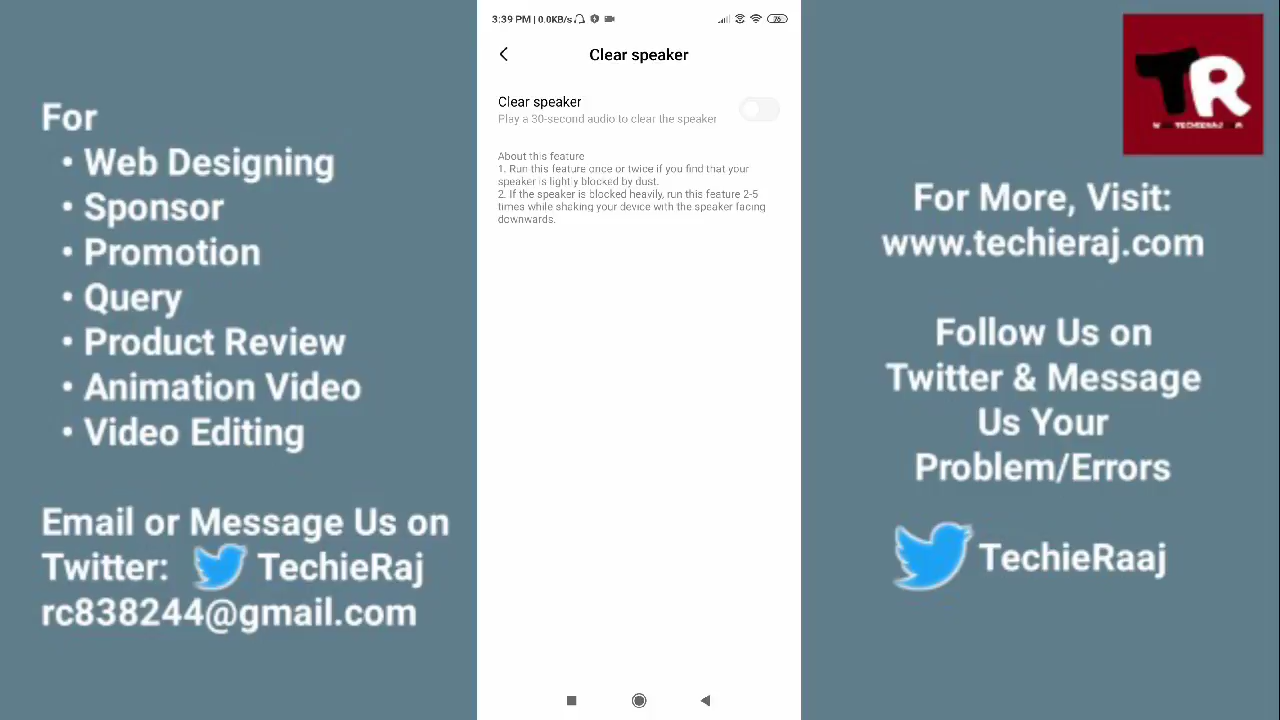 For
• Web Designing
• Sponsor
• Promotion
• Query
• Product Review
• Animation Video
• Video Editing
Email or Message Us on
Twitter: TechieRaj
rc838244@gmail.com
3:39 PM | 0.0KB/s
76
Clear speaker
Clear speaker
Play a 30-second audio to clear the speaker
About this feature
1. Run this feature once or twice if you find that your
speaker is lightly blocked by dust.
2. If the speaker is blocked heavily, run this feature 2-5
times while shaking your device with the speaker facing
downwards.
TR
For More, Visit:
www.techieraj.com
Follow Us on
Twitter & Message
Us Your
Problem/Errors
TechieRaaj